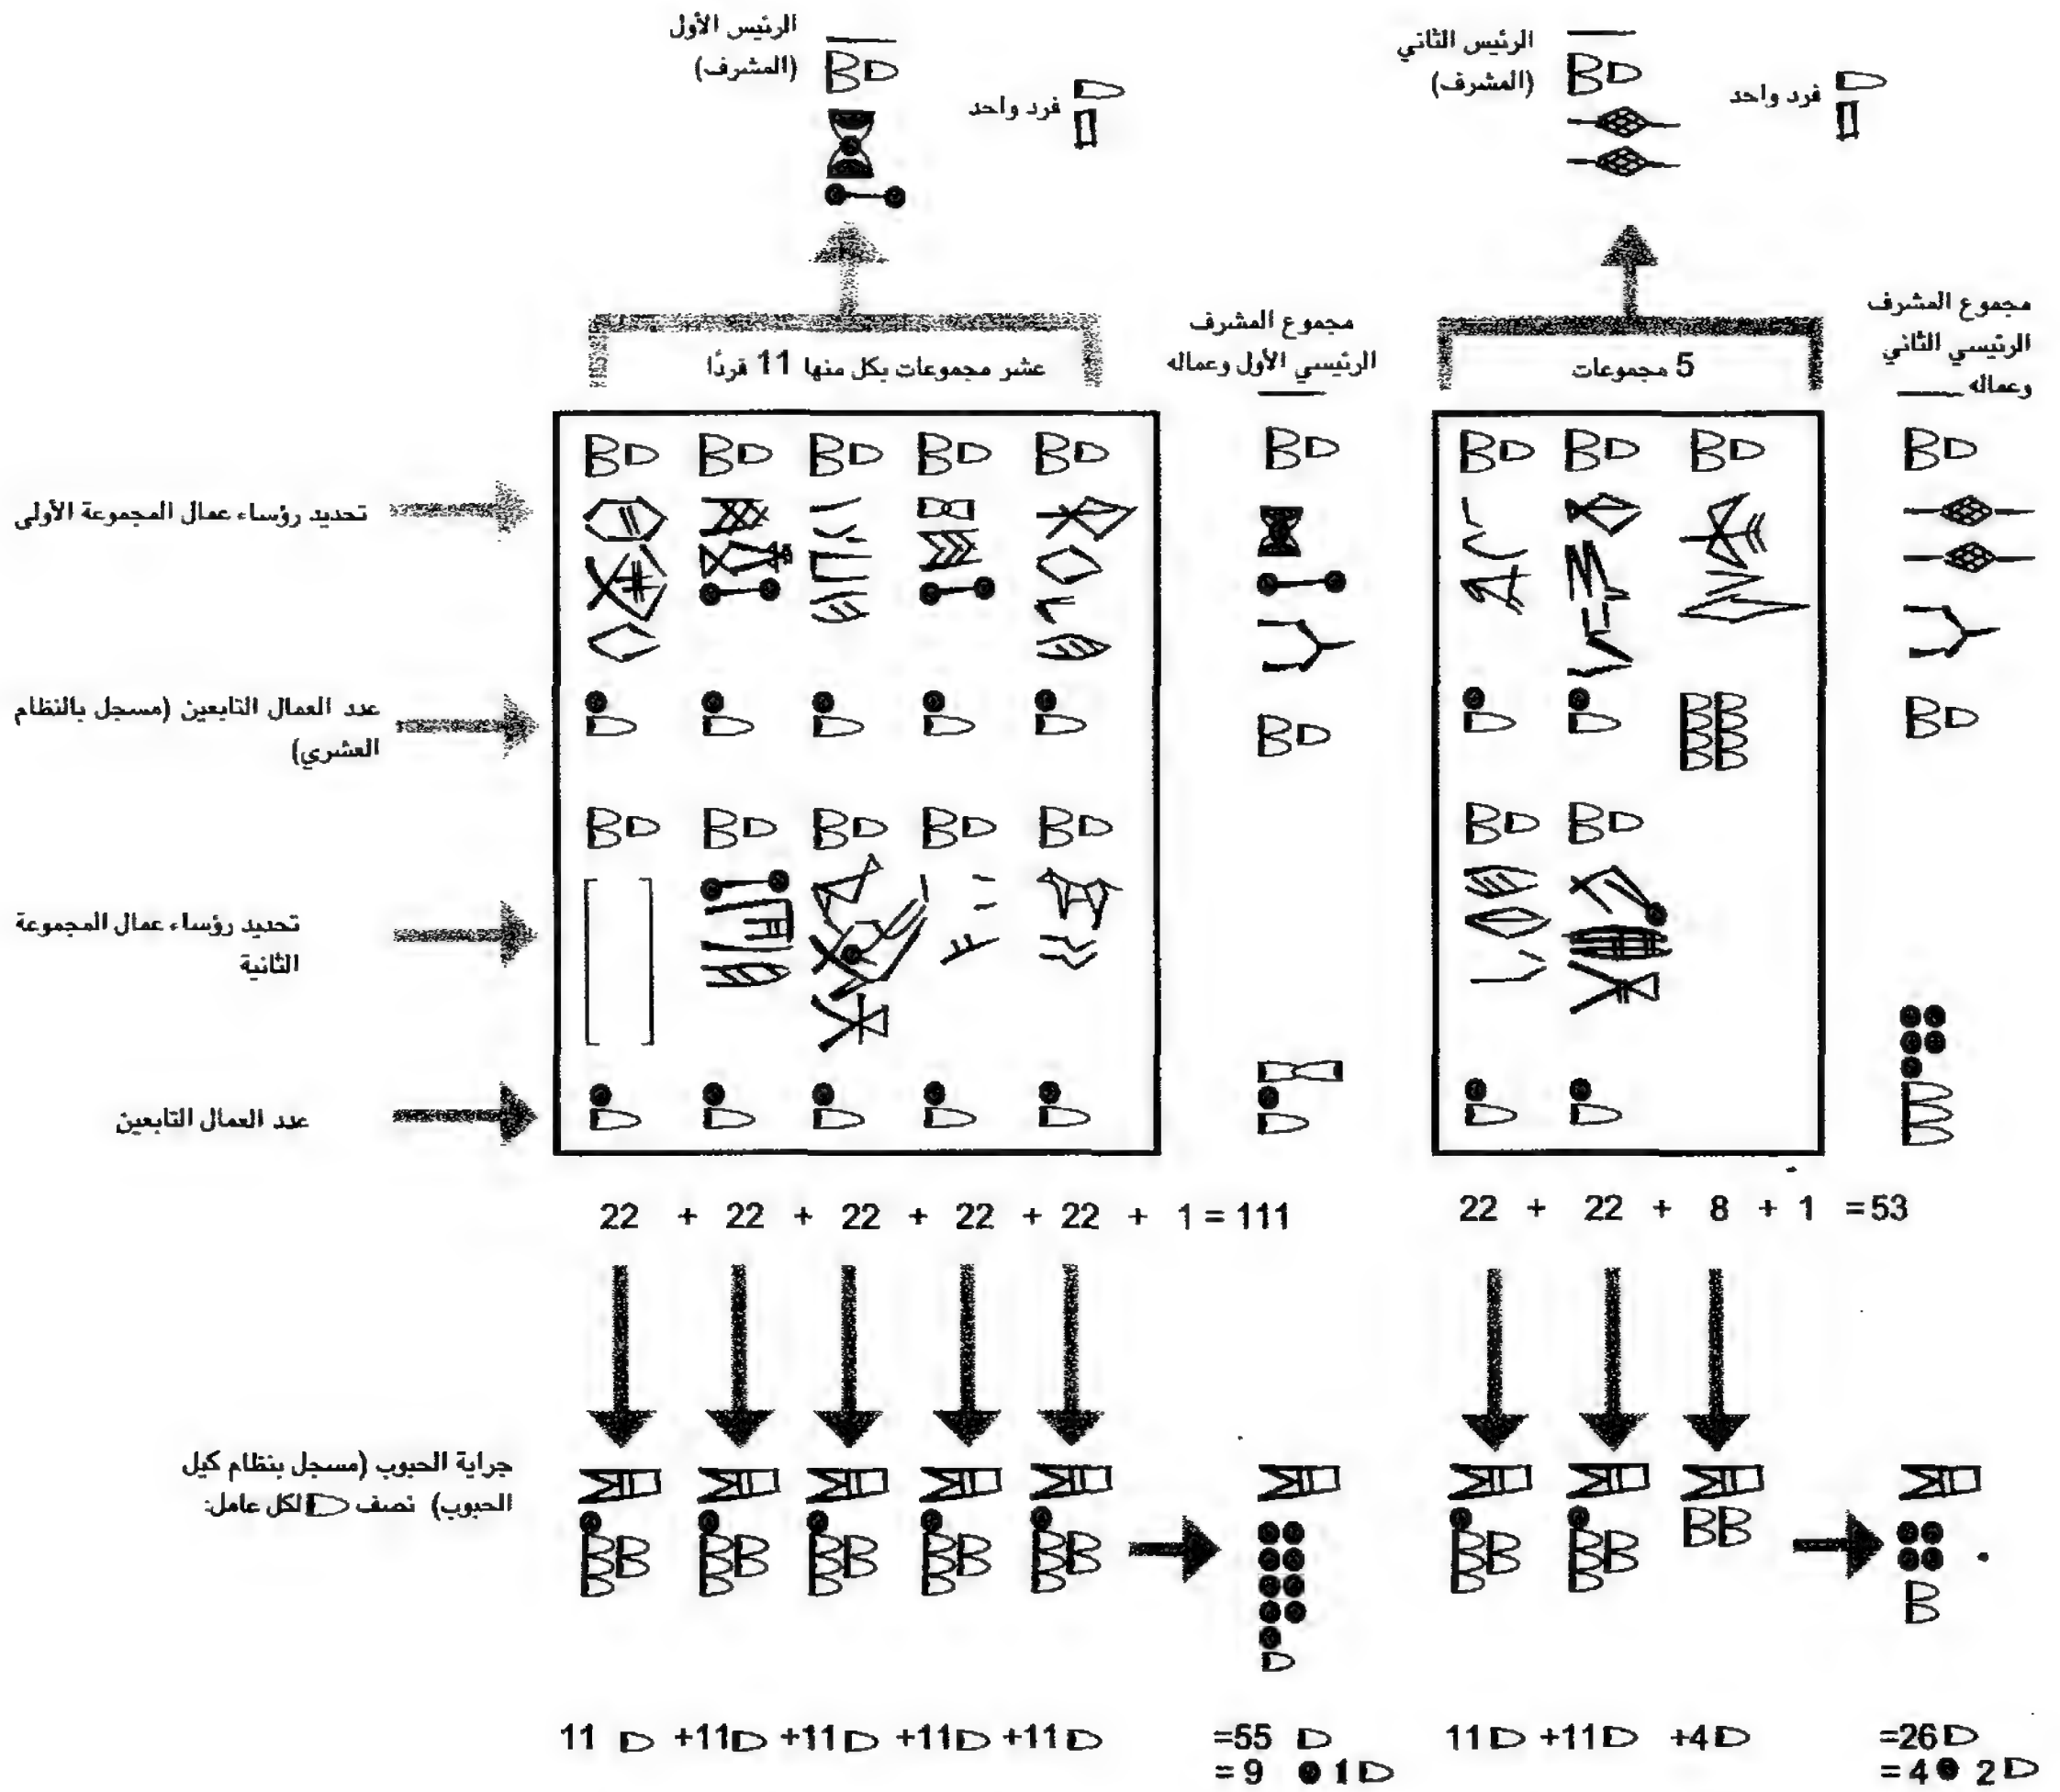 الرئيس الأول
(المشرف)
فرد واحد
الرئيس الثاني
(المشرف)
فرد واحد
عشر مجموعات بكل منها 11 فردًا
مجموع المشرف
الرئيسي الأول وعماله
5 مجموعات
مجموع المشرف
الرئيسي الثاني
وعماله
تحديد رؤساء عمال المجموعة الأولى
عدد العمال التابعين (مسجل بالنظام
العشري)
تحديد رؤساء عمال المجموعة
الثانية
عدد العمال التابعين
22 + 22 + 22 + 22 + 22 + 1 = 111
22 + 22 + 8 + 1 = 53
جراية الحبوب (مسجل بنظام كيل
الحبوب) نصف لكل عامل:
11 +11 +11 +11 +11 =55
= 9 1
11 +11 +4 =26
= 4 2